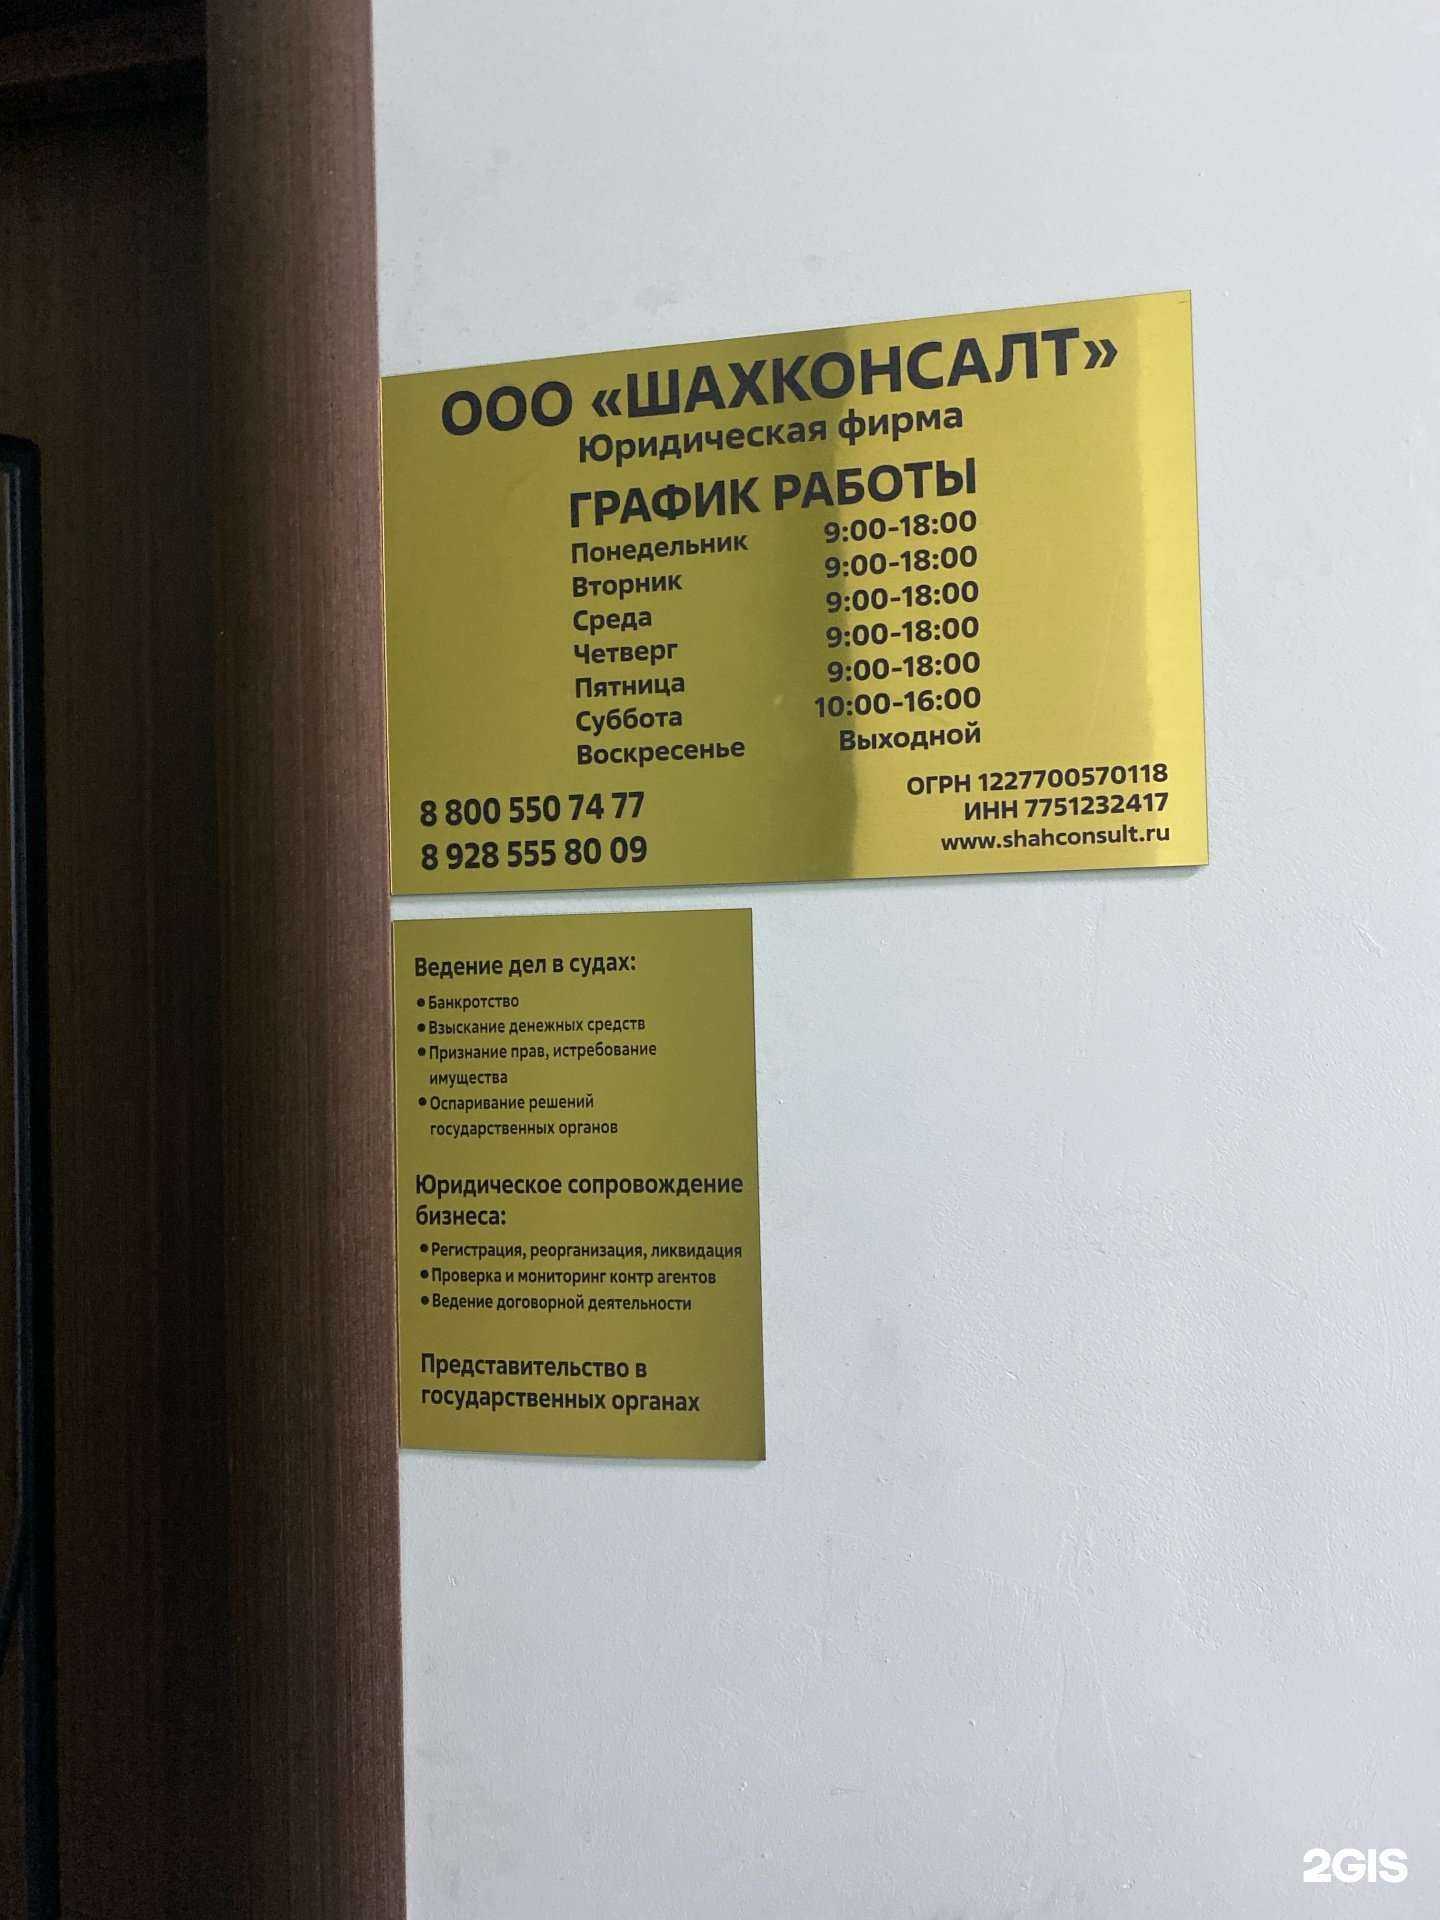 ООО «ШАХКОНСАЛТ»
Юридическая фирма
ГРАФИК РАБОТЫ
Понедельник 9:00-18:00
Вторник 9:00-18:00
Среда 9:00-18:00
Четверг 9:00-18:00
Пятница 9:00-18:00
Суббота 10:00-16:00
Воскресенье Выходной
8 800 550 74 77
8 928 555 80 09
ОГРН 1227700570118
ИНН 7751232417
www.shahconsult.ru
Ведение дел в судах:
• Банкротство
• Взыскание денежных средств
• Признание прав, истребование
имущества
• Оспаривание решений
государственных органов
Юридическое сопровождение
бизнеса:
• Регистрация, реорганизация, ликвидация
• Проверка и мониторинг контр агентов
• Ведение договорной деятельности
Представительство в
государственных органах
2GIS